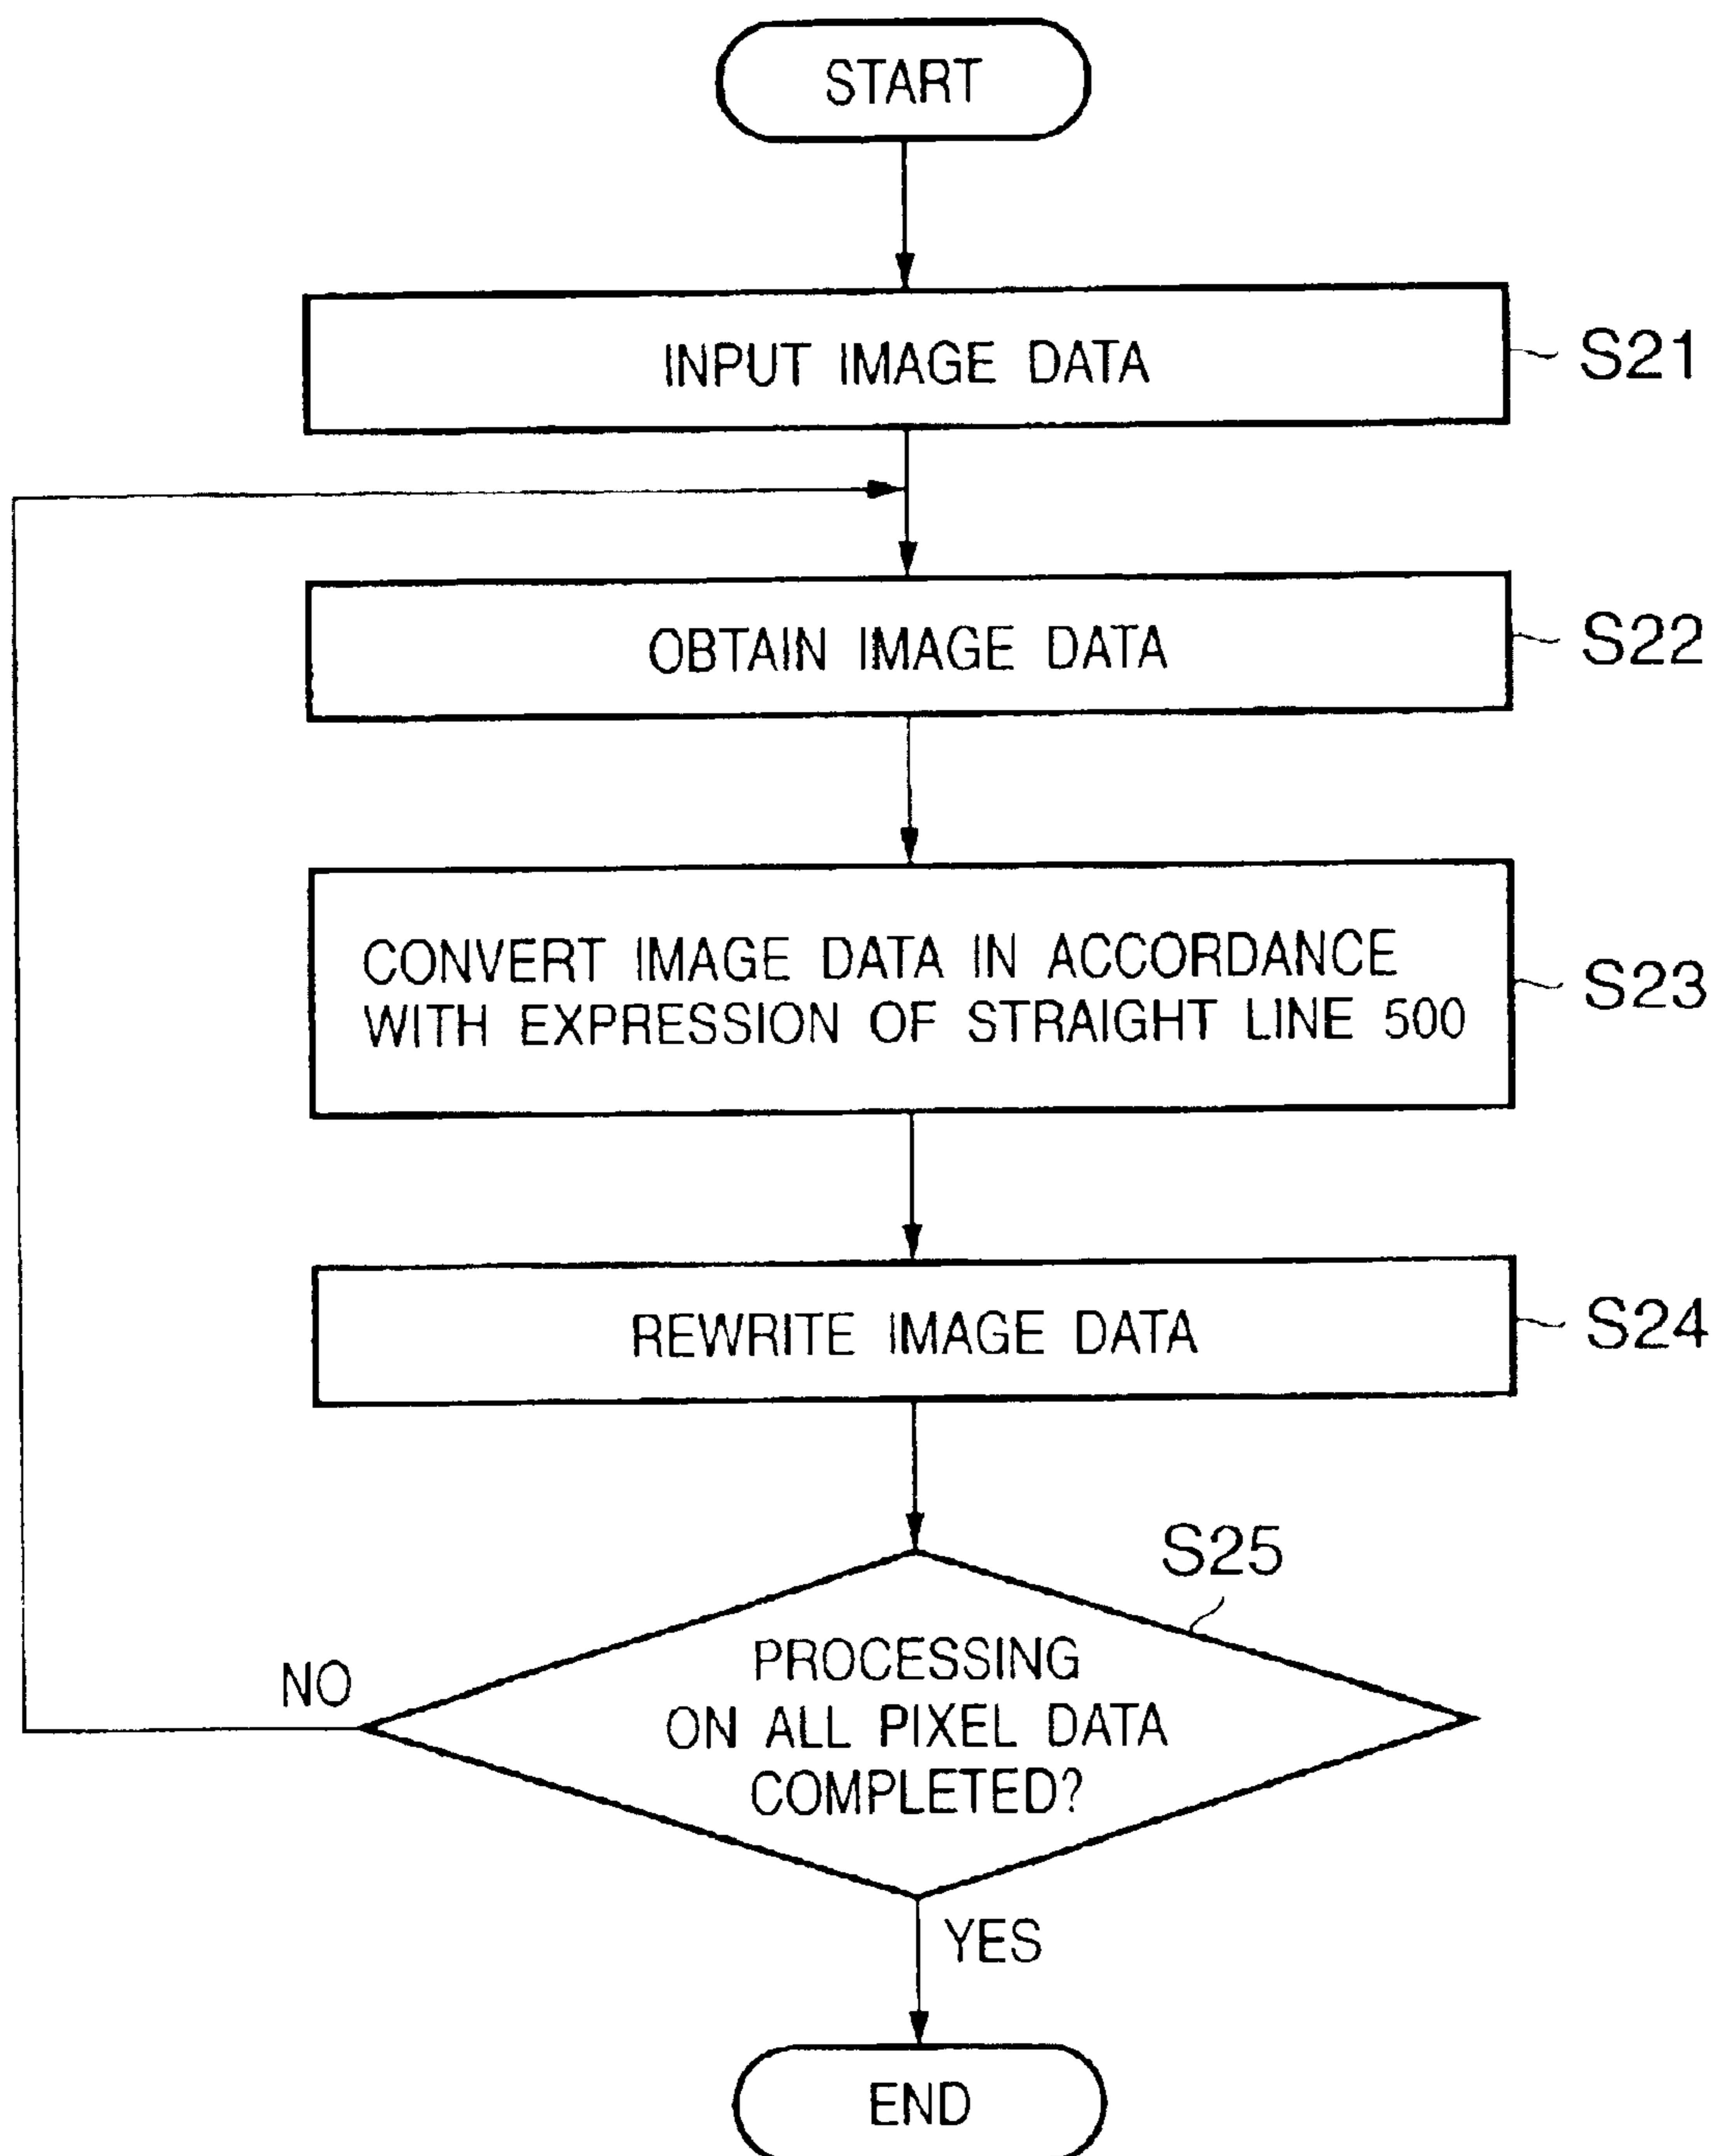 START
INPUT IMAGE DATA
S21
OBTAIN IMAGE DATA
S22
CONVERT IMAGE DATA IN ACCORDANCE
WITH EXPRESSION OF STRAIGHT LINE 500
S23
REWRITE IMAGE DATA
S24
S25
PROCESSING
ON ALL PIXEL DATA
COMPLETED?
NO
YES
END